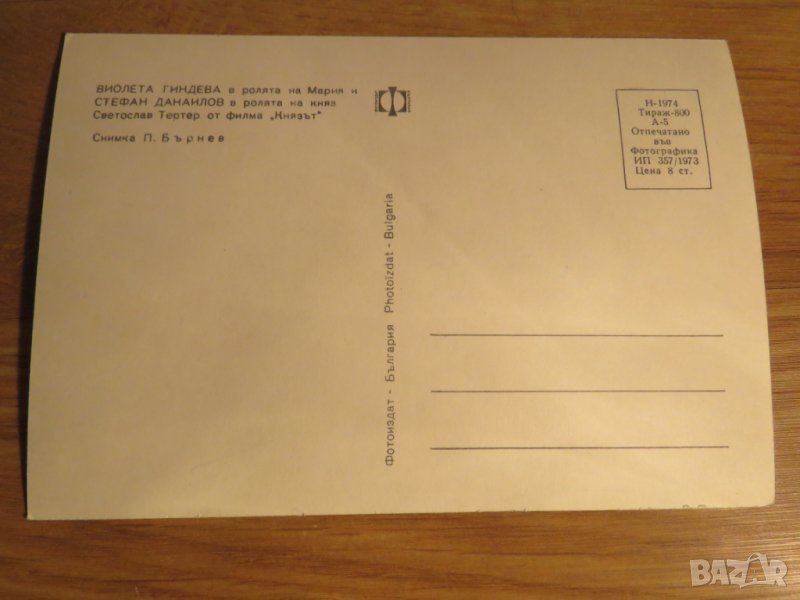 ВИОЛЕТА ГИНДЕВА в ролята на Мария и
СТЕФАН ДАНАИЛОВ в ролята на княз
Светослав Тертер от филма „Князът"
Снимка П. Бърнев
Н-1974
Тираж-800
А-5
Отпечатано
във
Фотографика
ИП 357/1973
Цена 8 ст.
Фотоиздат - България Photoizdat - Bulgaria
BAZAR